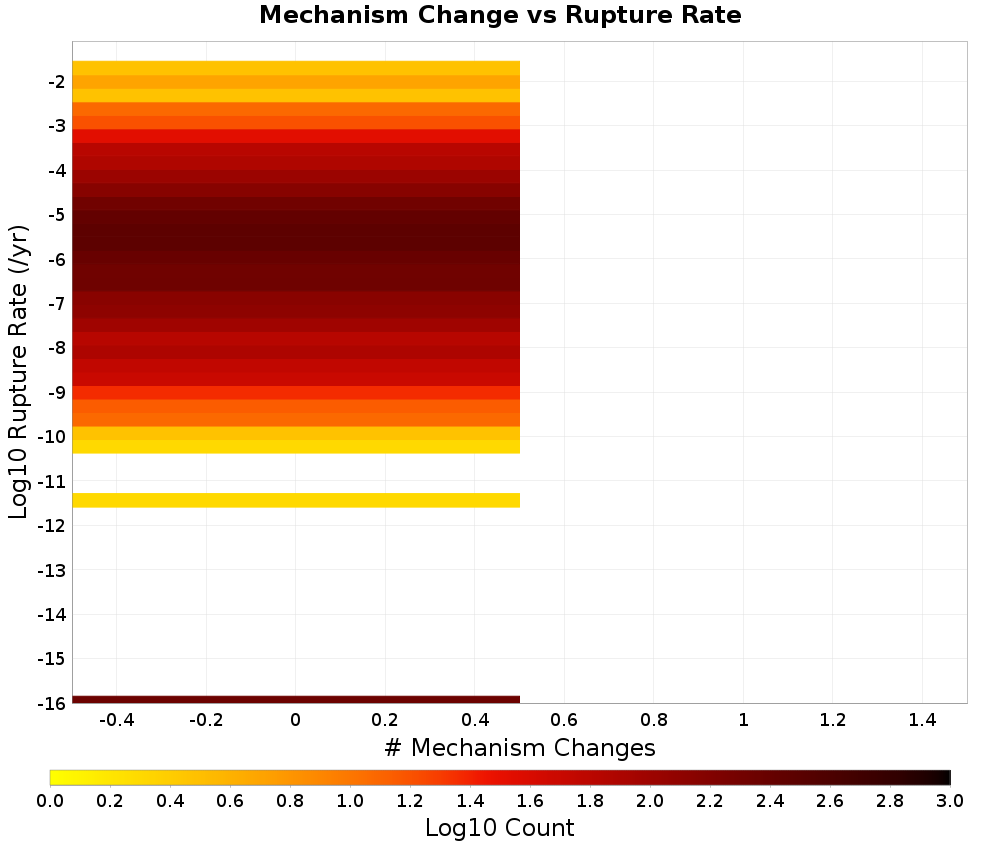 Mechanism Change vs Rupture Rate
Log10 Rupture Rate (/yr)
-2
-3
-4
-5
-6
-7
-8
-9
-10
-11
-12
-13
-14
-15
-16
-0.4 -0.2 0 0.2 0.4 0.6 0.8 1 1.2 1.4
# Mechanism Changes
0.0 0.2 0.4 0.6 0.8 1.0 1.2 1.4 1.6 1.8 2.0 2.2 2.4 2.6 2.8 3.0
Log10 Count